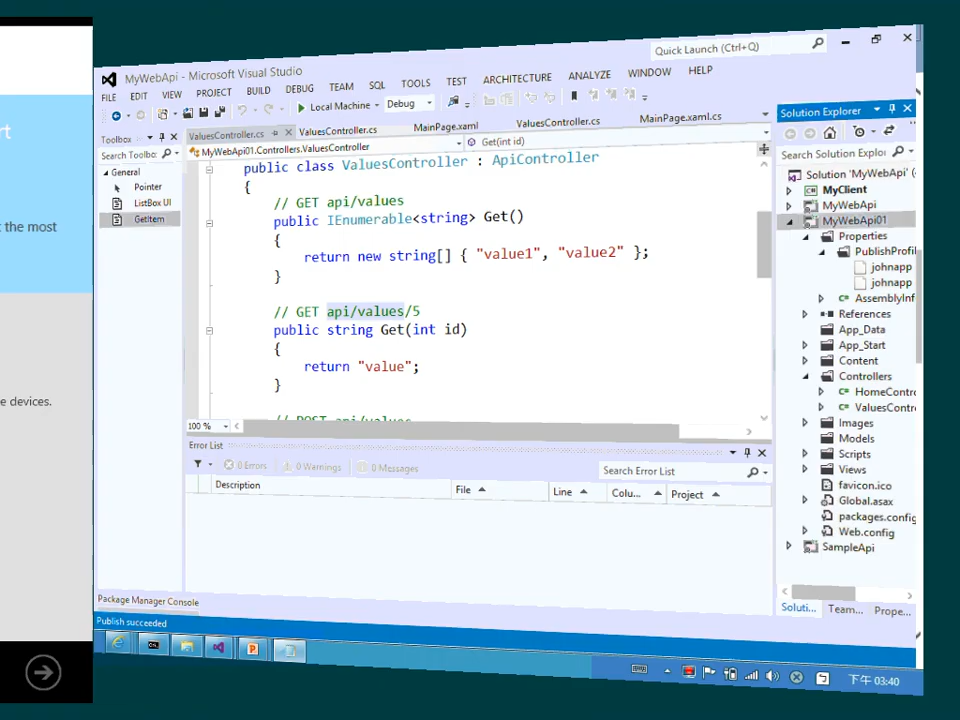 rt
t the most
e devices.
MyWebApi - Microsoft Visual Studio
Quick Launch (Ctrl+Q)
FILE EDIT VIEW PROJECT BUILD DEBUG TEAM SQL TOOLS TEST ARCHITECTURE ANALYZE WINDOW HELP
Local Machine Debug
Toolbox
Search Toolbo:
General
Pointer
ListBox UI
GetItem
ValuesController.cs ValuesController.cs MainPage.xaml ValuesController.cs MainPage.xaml.cs
MyWebApi01.Controllers.ValuesController Get(int id)
public class ValuesController : ApiController
{
// GET api/values
public IEnumerable<string> Get()
{
return new string[] { "value1", "value2" };
}
// GET api/values/5
public string Get(int id)
{
return "value";
}
// POST api/values
100 %
Error List
0 Errors 0 Warnings 0 Messages
Search Error List
Description File Line Colu... Project
Package Manager Console
Publish succeeded
Solution Explorer
Search Solution Explo
Solution 'MyWebApi' (
MyClient
MyWebApi
MyWebApi01
Properties
PublishProfil
johnapp
johnapp
AssemblyInf
References
App_Data
App_Start
Content
Controllers
HomeContro
ValuesContro
Images
Models
Scripts
Views
favicon.ico
Global.asax
packages.config
Web.config
SampleApi
Soluti... Team... Prope...
下午 03:40